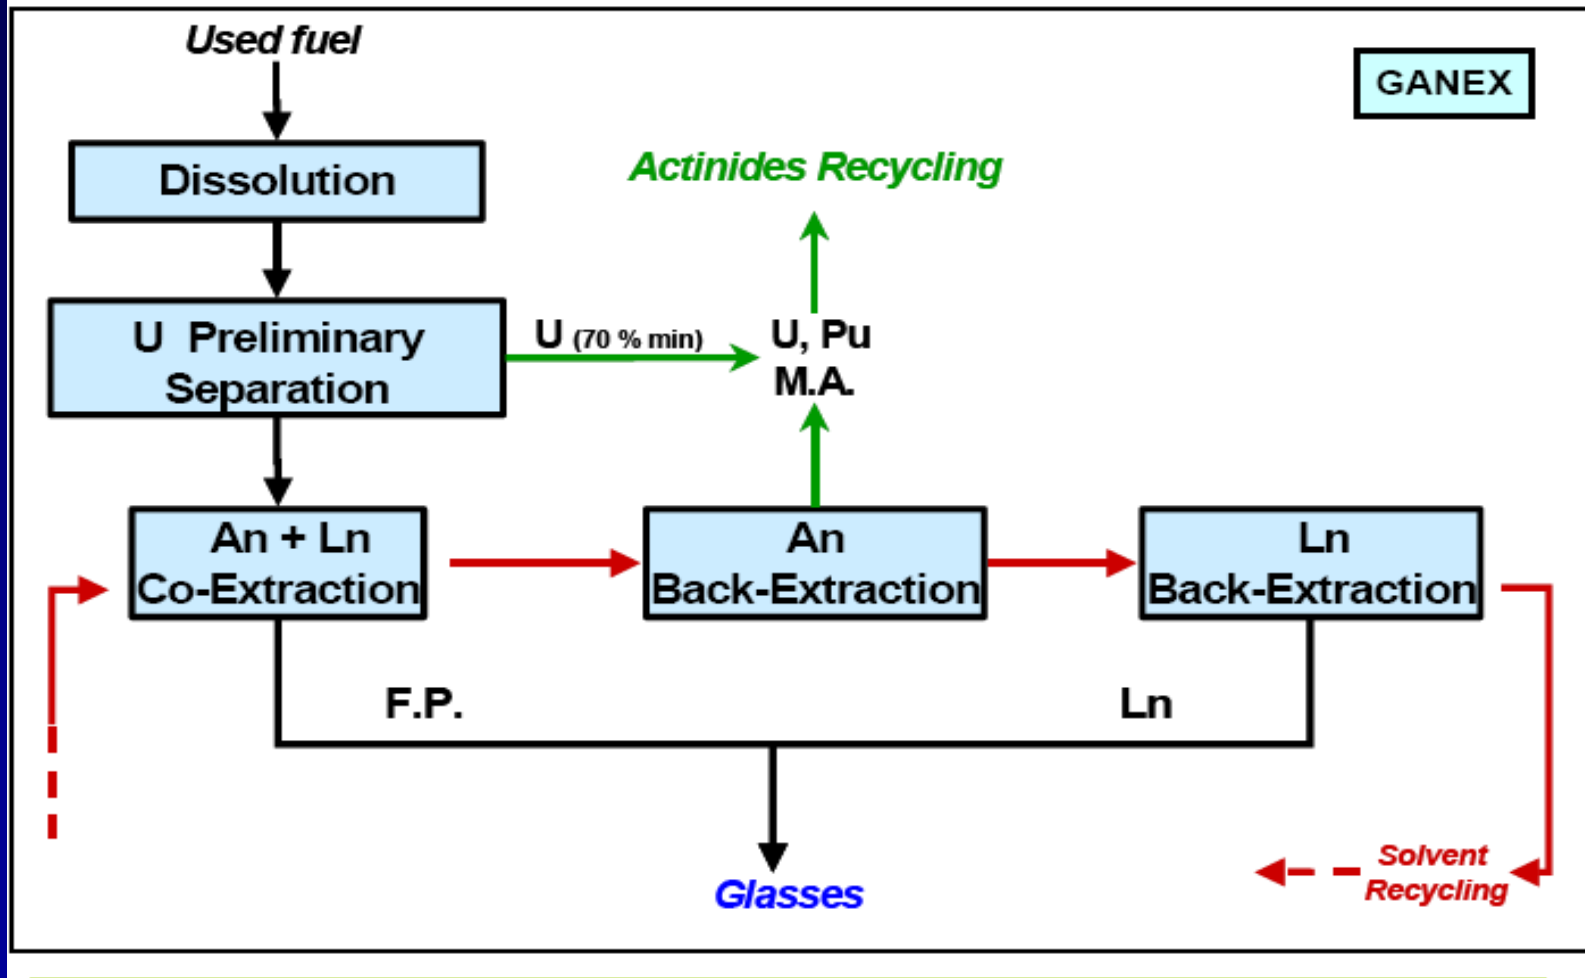 Used fuel
GANEX
Dissolution
Actinides Recycling
U Preliminary
Separation
U (70 % min)
U, Pu
M.A.
An + Ln
Co-Extraction
An
Back-Extraction
Ln
Back-Extraction
F.P.
Ln
Glasses
Solvent
Recycling